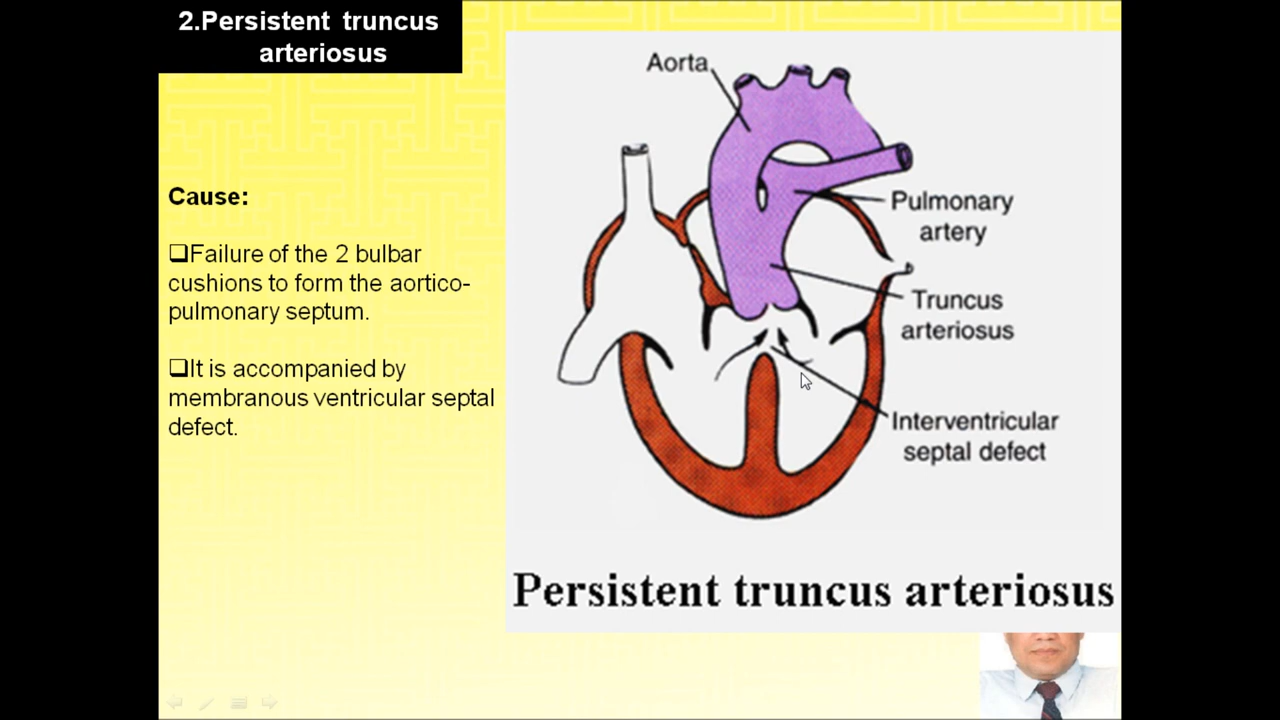 2.Persistent truncus
arteriosus
Cause:
❑Failure of the 2 bulbar
cushions to form the aortico-
pulmonary septum.
❑It is accompanied by
membranous ventricular septal
defect.
Aorta
Pulmonary
artery
Truncus
arteriosus
Interventricular
septal defect
Persistent truncus arteriosus